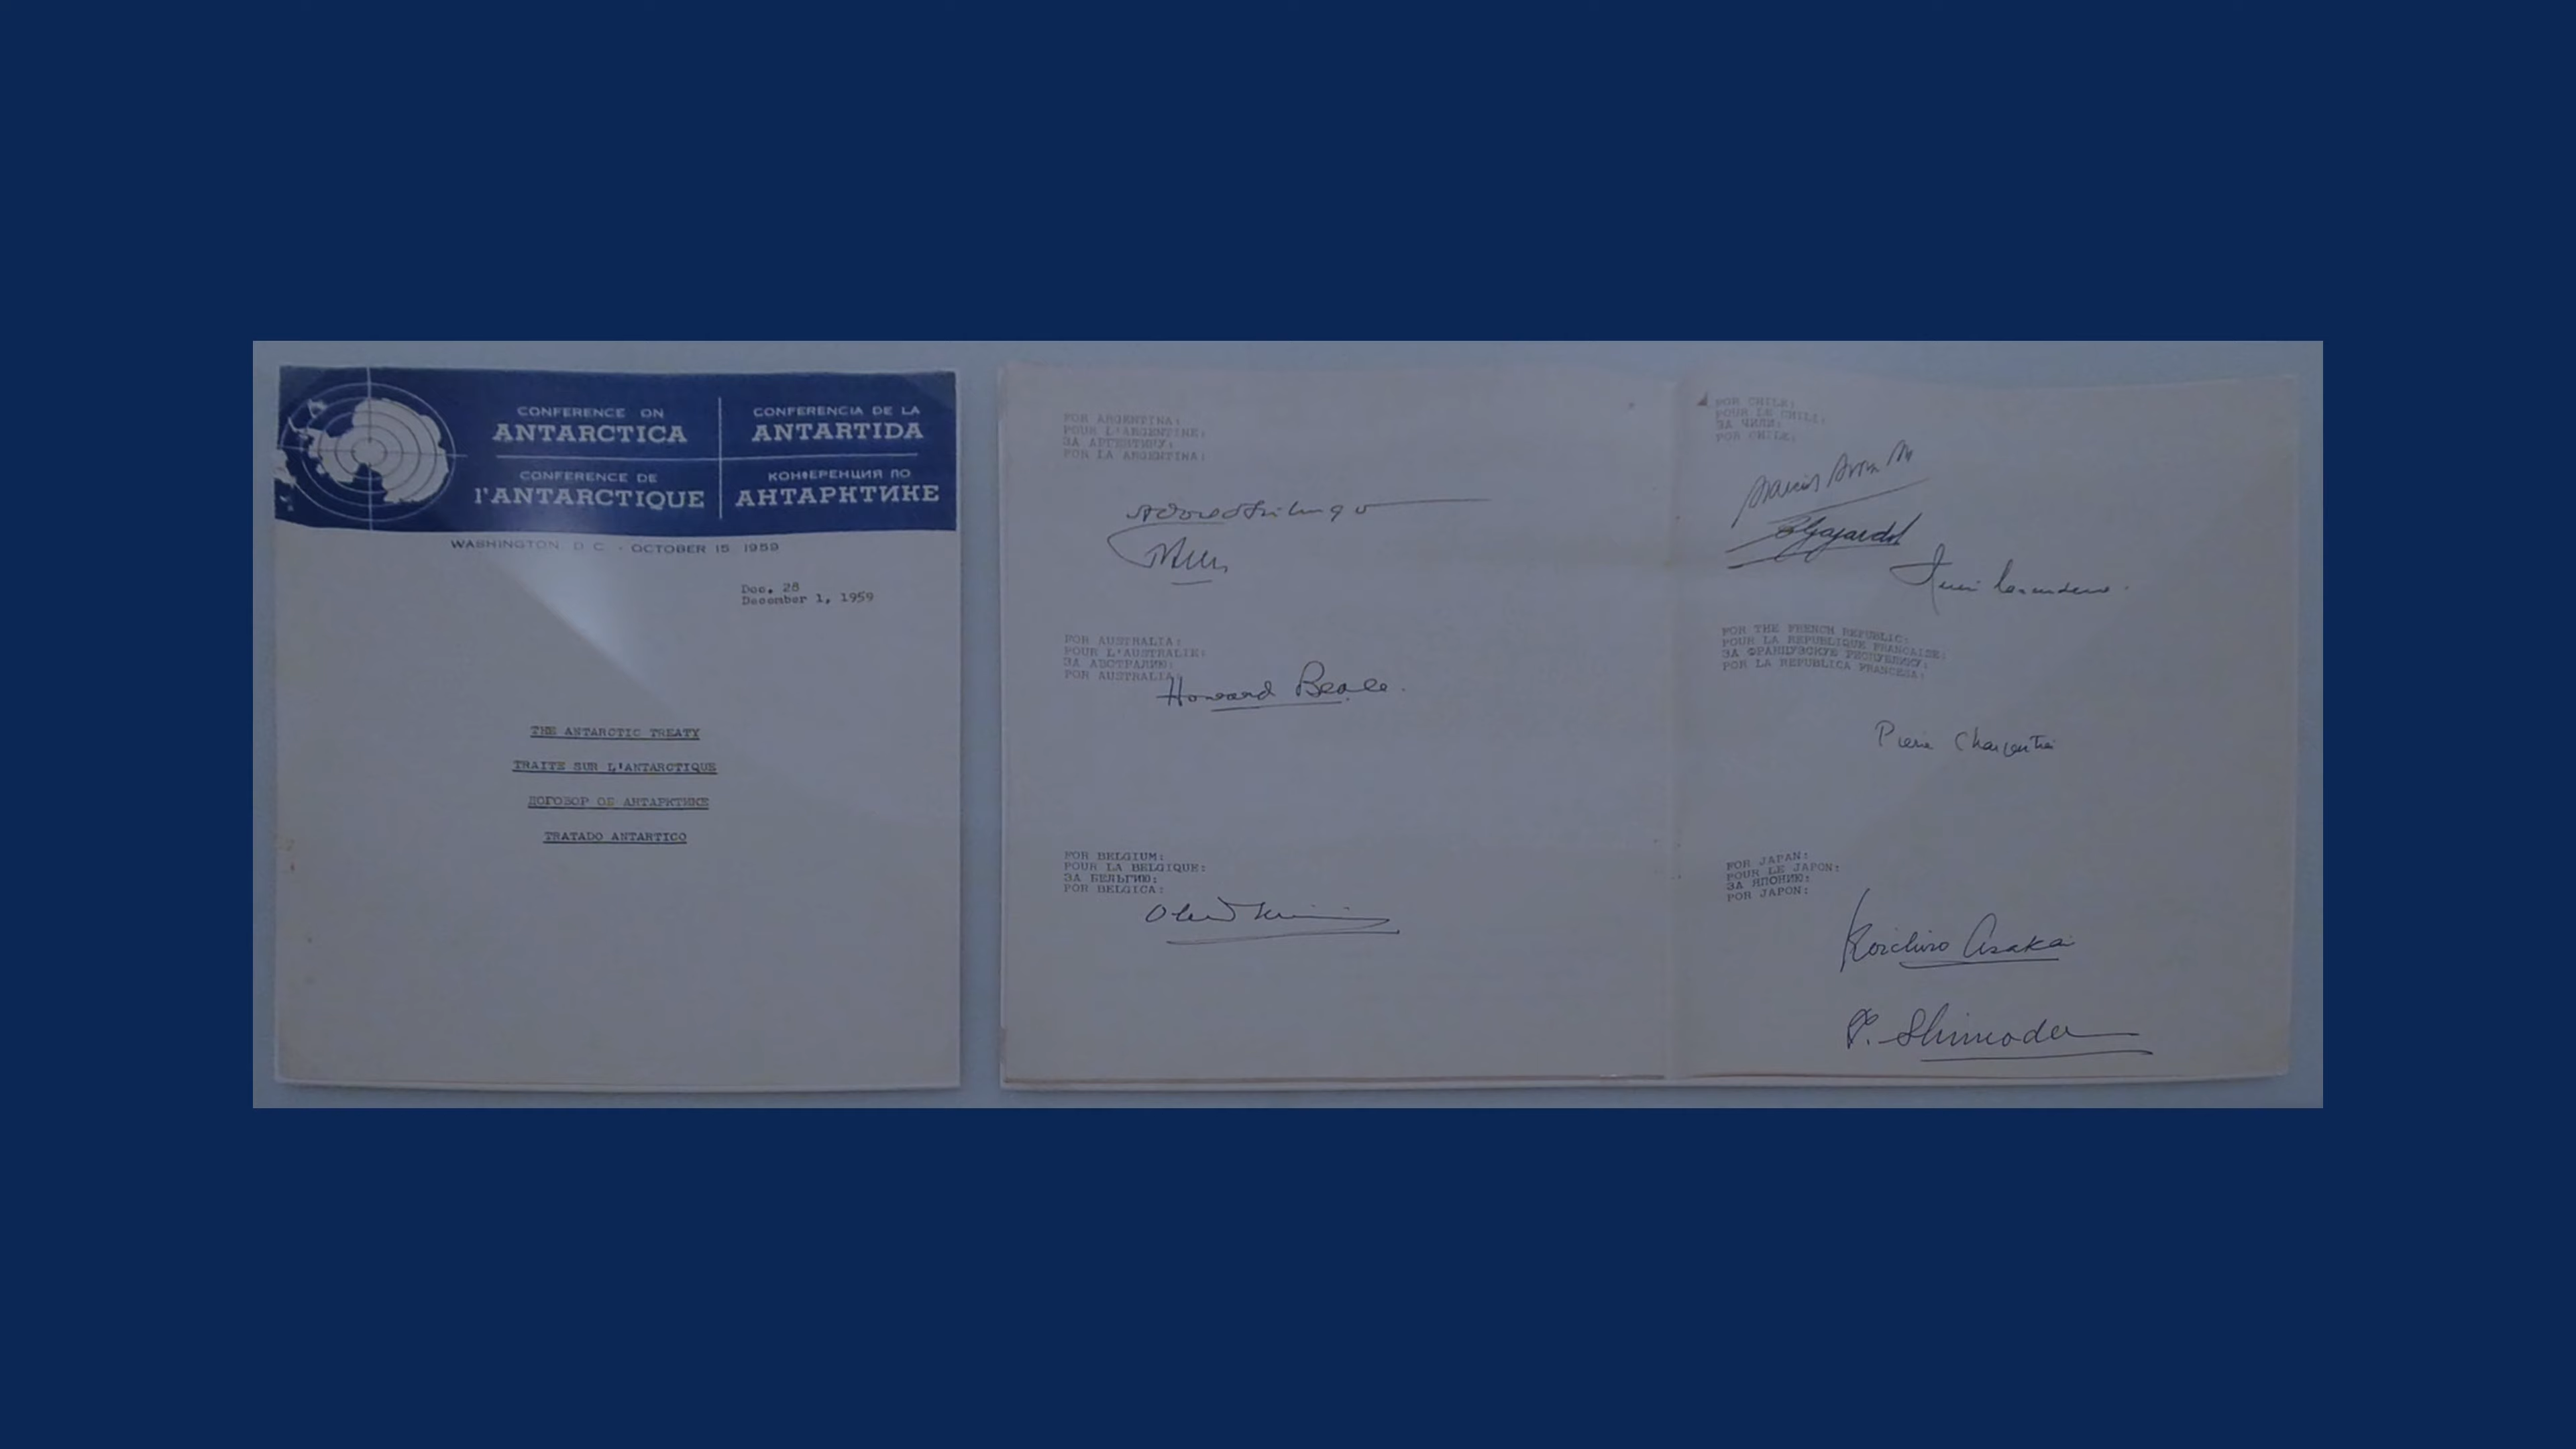 CONFERENCE ON
ANTARCTICA
CONFERENCIA DE LA
ANTARTIDA
CONFERENCE DE
l'ANTARCTIQUE
КОНФЕРЕНЦИЯ ПО
АНТАРКТИКЕ
WASHINGTON, D C · OCTOBER 15 1959
Doc. 28
December 1, 1959
THE ANTARCTIC TREATY
TRAITE SUR L'ANTARCTIQUE
ДОГОВОР ОБ АНТАРКТИКЕ
TRATADO ANTARTICO
FOR ARGENTINA:
POUR L'ARGENTINE:
ЗА АРГЕНТИНУ:
POR LA ARGENTINA:
FOR AUSTRALIA:
POUR L'AUSTRALIE:
ЗА АВСТРАЛИЮ:
POR AUSTRALIA:
Howard Beale.
FOR BELGIUM:
POUR LA BELGIQUE:
ЗА БЕЛЬГИЮ:
POR BELGICA:
FOR CHILE:
POUR LE CHILI:
ЗА ЧИЛИ:
POR CHILE:
FOR THE FRENCH REPUBLIC:
POUR LA REPUBLIQUE FRANCAISE:
ЗА ФРАНЦУЗСКУЮ РЕСПУБЛИКУ:
POR LA REPUBLICA FRANCESA:
Pierre Charpentier
FOR JAPAN:
POUR LE JAPON:
ЗА ЯПОНИЮ:
POR JAPON:
Koichiro Asakai
T. Shimoda